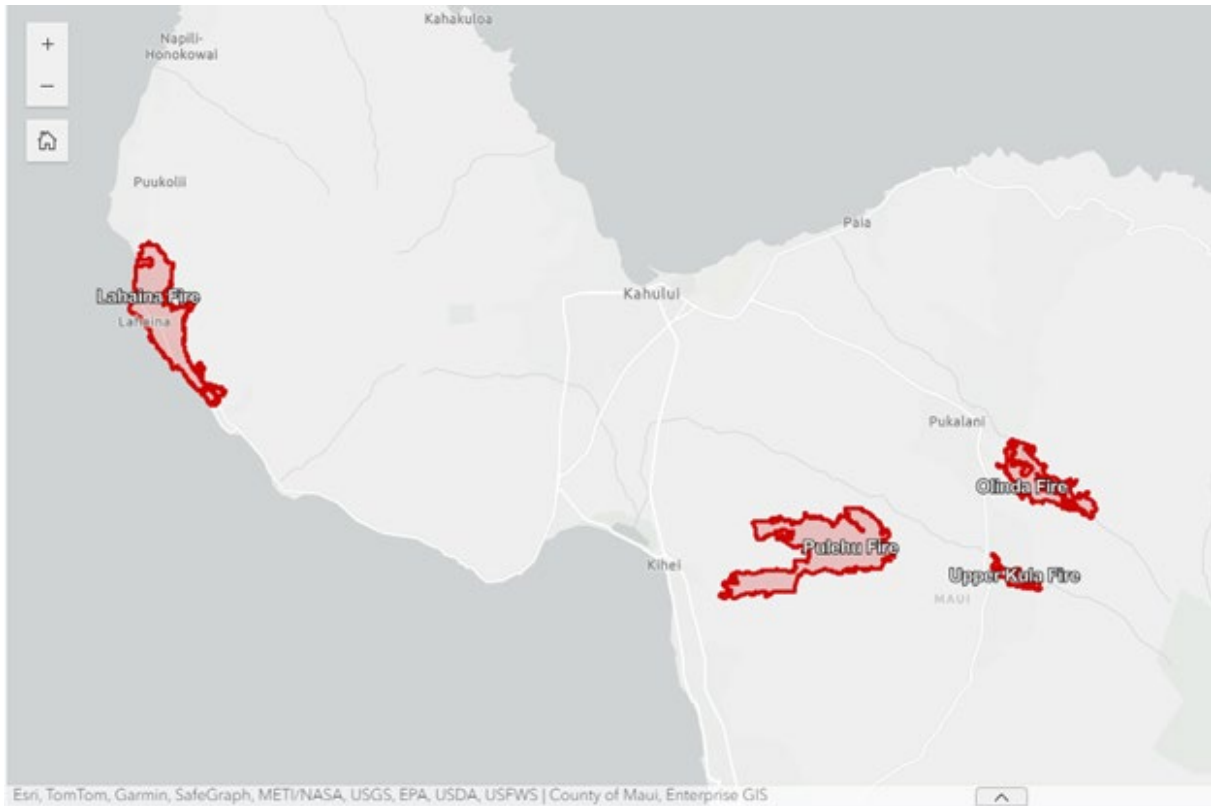 Kahakuloa
+
Napili-
Honokowai
−
Puukolii
Paia
Lahaina Fire
Kahului
Lahaina
Pukalani
Olinda Fire
Pulehu Fire
Kihei
Upper Kula Fire
MAUI
Esri, TomTom, Garmin, SafeGraph, METI/NASA, USGS, EPA, USDA, USFWS | County of Maui, Enterprise GIS